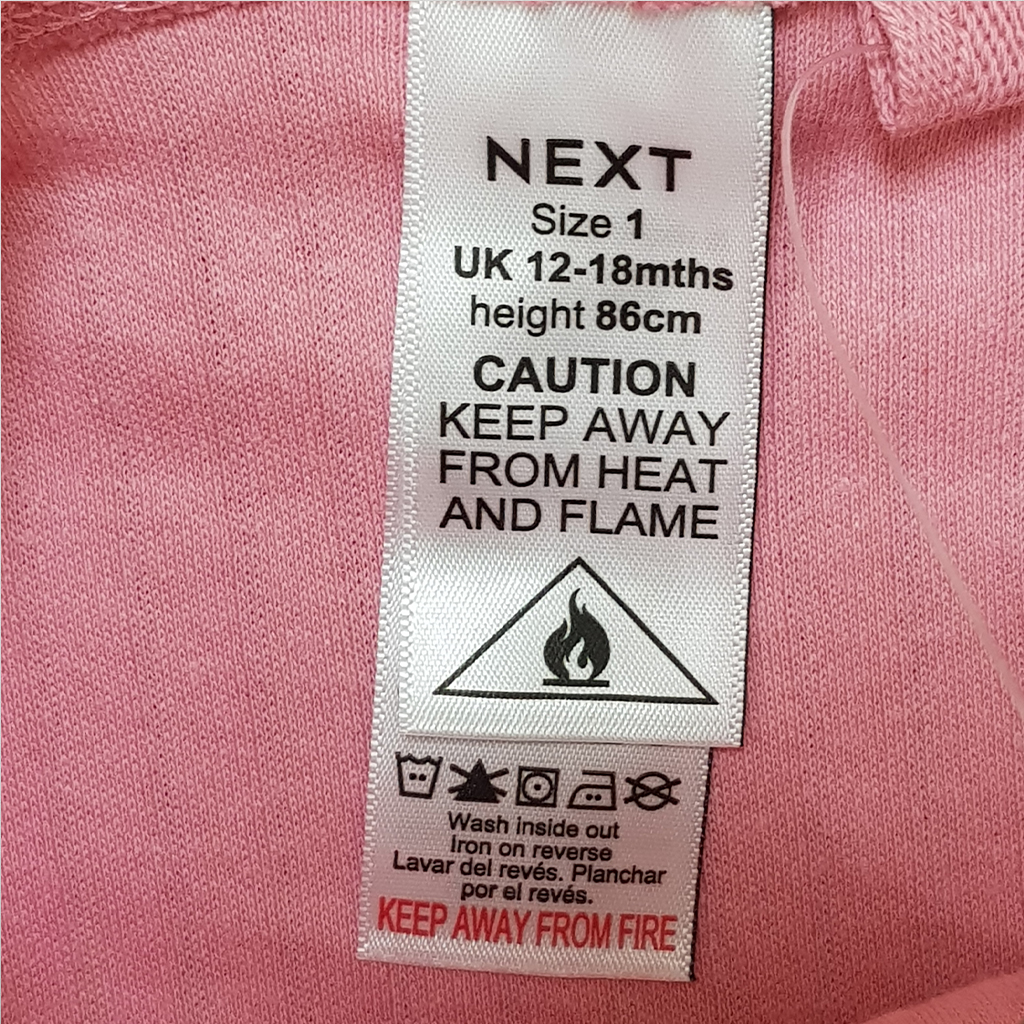 NEXT
Size 1
UK 12-18mths
height 86cm
CAUTION
KEEP AWAY
FROM HEAT
AND FLAME
Wash inside out
Iron on reverse
Lavar del revés. Planchar
por el revés.
KEEP AWAY FROM FIRE